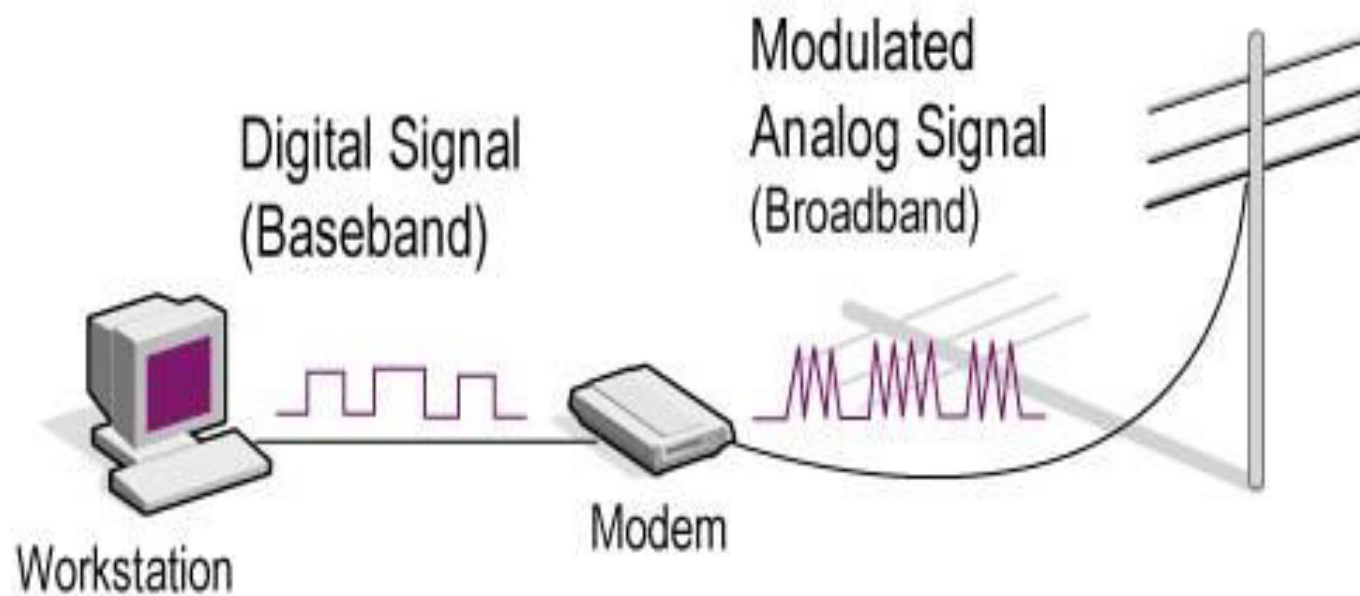 Digital Signal
(Baseband)
Modulated
Analog Signal
(Broadband)
Workstation
Modem